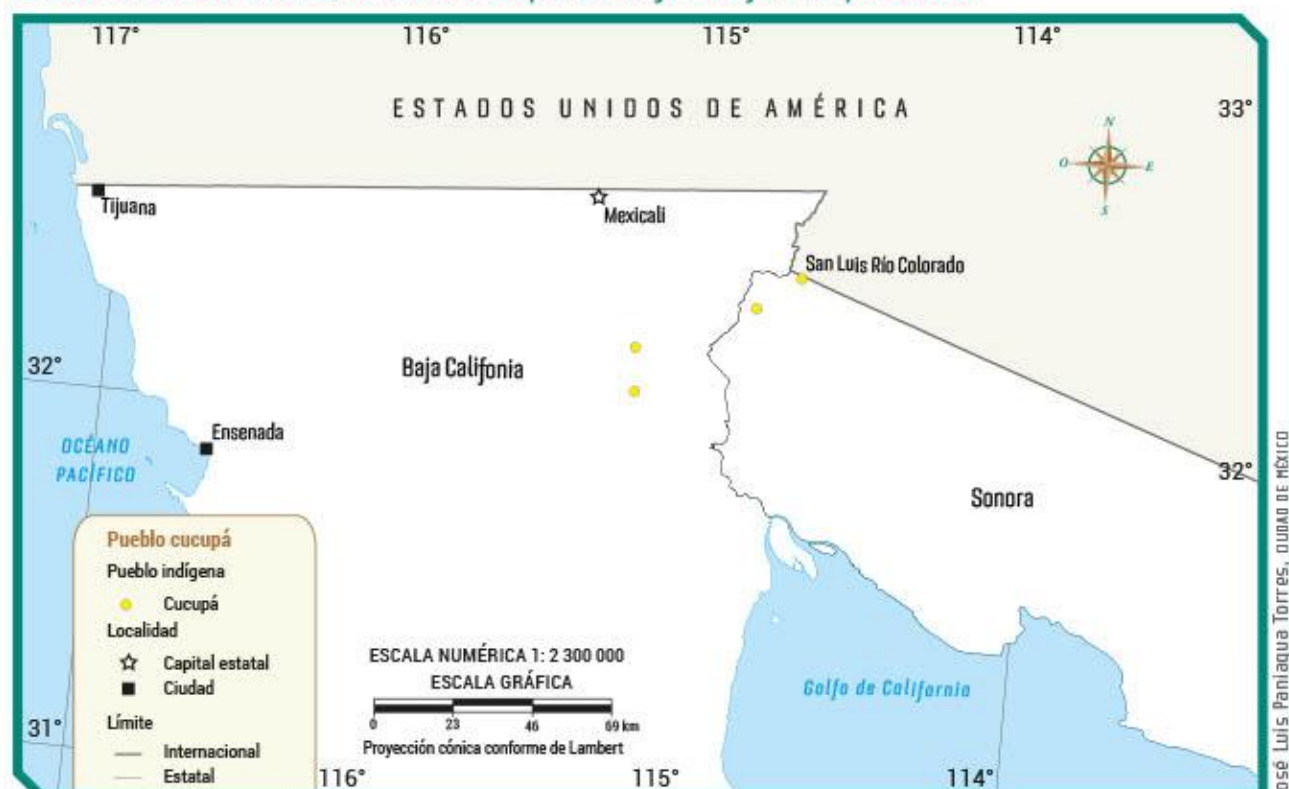 117° 116° 115° 114°
ESTADOS UNIDOS DE AMÉRICA
33°
N
O E
S
Tijuana
Mexicali
San Luis Río Colorado
Baja Califonia
32°
Ensenada
OCÉANO
PACÍFICO
32°
Sonora
Pueblo cucupá
Pueblo indígena
Cucupá
Localidad
Capital estatal
Ciudad
Límite
Internacional
Estatal
ESCALA NUMÉRICA 1: 2 300 000
ESCALA GRÁFICA
0 23 46 69 km
Proyección cónica conforme de Lambert
Golfo de California
31°
116° 115° 114°
José Luis Paniagua Torres, CIUDAD DE MÉXICO